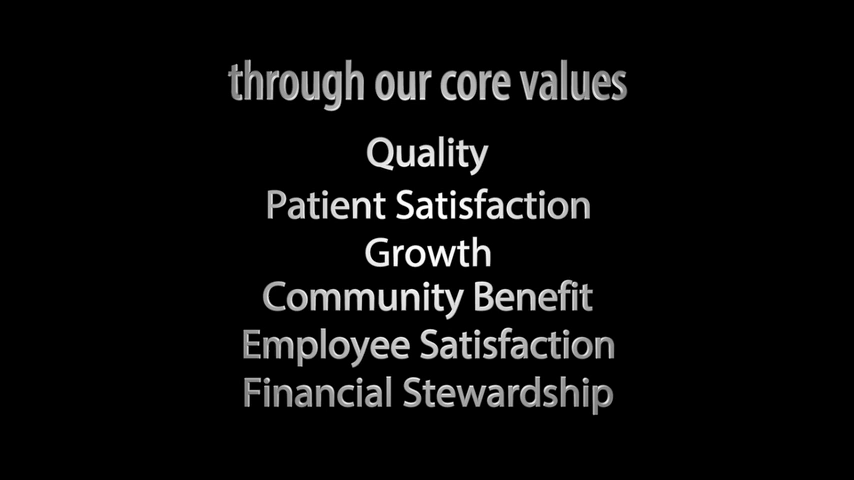 through our core values
Quality
Patient Satisfaction
Growth
Community Benefit
Employee Satisfaction
Financial Stewardship